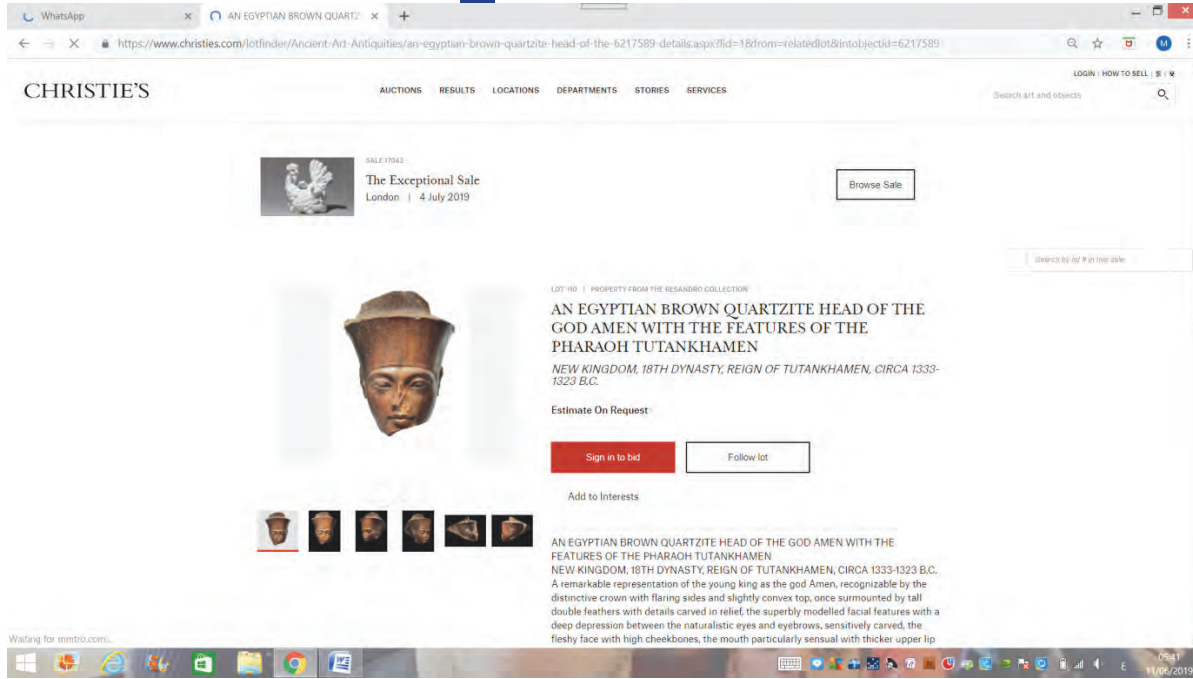 WhatsApp
AN EGYPTIAN BROWN QUARTZ
https://www.christies.com/lotfinder/Ancient-Art-Antiquities/an-egyptian-brown-quartzite-head-of-the-6217589-details.aspx?lid=1&from=relatedlot&intobjectid=6217589
M
LOGIN | HOW TO SELL
CHRISTIE'S
AUCTIONS RESULTS LOCATIONS DEPARTMENTS STORIES SERVICES
Search art and objects
SALE 17042
The Exceptional Sale
London | 4 July 2019
Browse Sale
Search by lot # in this sale
LOT 110 | PROPERTY FROM THE RESANDRO COLLECTION
AN EGYPTIAN BROWN QUARTZITE HEAD OF THE
GOD AMEN WITH THE FEATURES OF THE
PHARAOH TUTANKHAMEN
NEW KINGDOM, 18TH DYNASTY, REIGN OF TUTANKHAMEN, CIRCA 1333-
1323 B.C.
Estimate On Request
Sign in to bid
Follow lot
Add to Interests
AN EGYPTIAN BROWN QUARTZITE HEAD OF THE GOD AMEN WITH THE
FEATURES OF THE PHARAOH TUTANKHAMEN
NEW KINGDOM, 18TH DYNASTY, REIGN OF TUTANKHAMEN, CIRCA 1333-1323 B.C.
A remarkable representation of the young king as the god Amen, recognizable by the
distinctive crown with flaring sides and slightly convex top, once surmounted by tall
double feathers with details carved in relief, the superbly modelled facial features with a
deep depression between the naturalistic eyes and eyebrows, sensitively carved, the
fleshy face with high cheekbones, the mouth particularly sensual with thicker upper lip
Waiting for mmtro.com...
05:41
11/06/2019